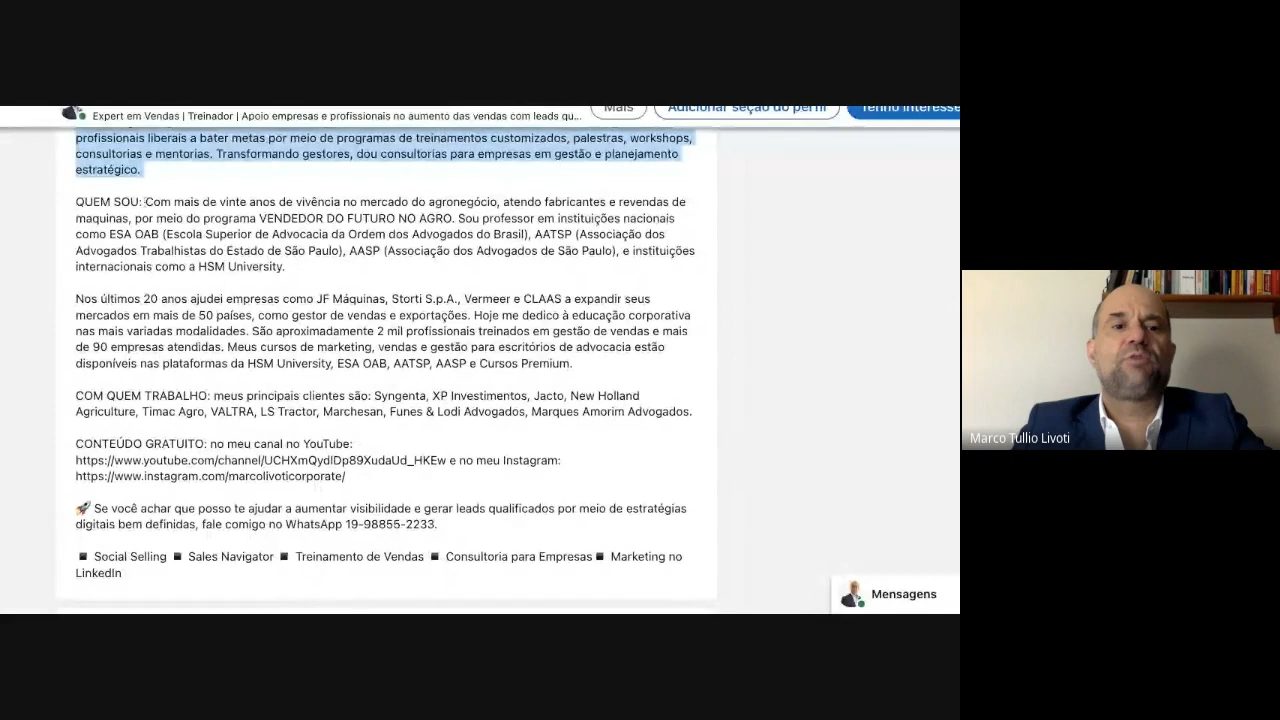 Mais
Adicionar seção do perfil
Tenho interesse
Expert em Vendas | Treinador | Apoio empresas e profissionais no aumento das vendas com leads qu...
profissionais liberais a bater metas por meio de programas de treinamentos customizados, palestras, workshops,
consultorias e mentorias. Transformando gestores, dou consultorias para empresas em gestão e planejamento
estratégico.
QUEM SOU: Com mais de vinte anos de vivência no mercado do agronegócio, atendo fabricantes e revendas de
maquinas, por meio do programa VENDEDOR DO FUTURO NO AGRO. Sou professor em instituições nacionais
como ESA OAB (Escola Superior de Advocacia da Ordem dos Advogados do Brasil), AATSP (Associação dos
Advogados Trabalhistas do Estado de São Paulo), AASP (Associação dos Advogados de São Paulo), e instituições
internacionais como a HSM University.
Nos últimos 20 anos ajudei empresas como JF Máquinas, Storti S.p.A., Vermeer e CLAAS a expandir seus
mercados em mais de 50 países, como gestor de vendas e exportações. Hoje me dedico à educação corporativa
nas mais variadas modalidades. São aproximadamente 2 mil profissionais treinados em gestão de vendas e mais
de 90 empresas atendidas. Meus cursos de marketing, vendas e gestão para escritórios de advocacia estão
disponíveis nas plataformas da HSM University, ESA OAB, AATSP, AASP e Cursos Premium.
COM QUEM TRABALHO: meus principais clientes são: Syngenta, XP Investimentos, Jacto, New Holland
Agriculture, Timac Agro, VALTRA, LS Tractor, Marchesan, Funes & Lodi Advogados, Marques Amorim Advogados.
CONTEÚDO GRATUITO: no meu canal no YouTube:
https://www.youtube.com/channel/UCHXmQydlDp89XudaUd_HKEw e no meu Instagram:
https://www.instagram.com/marcolivoticorporate/
🚀 Se você achar que posso te ajudar a aumentar visibilidade e gerar leads qualificados por meio de estratégias
digitais bem definidas, fale comigo no WhatsApp 19-98855-2233.
◾ Social Selling ◾ Sales Navigator ◾ Treinamento de Vendas ◾ Consultoria para Empresas◾ Marketing no
LinkedIn
Mensagens
Marco Tullio Livoti